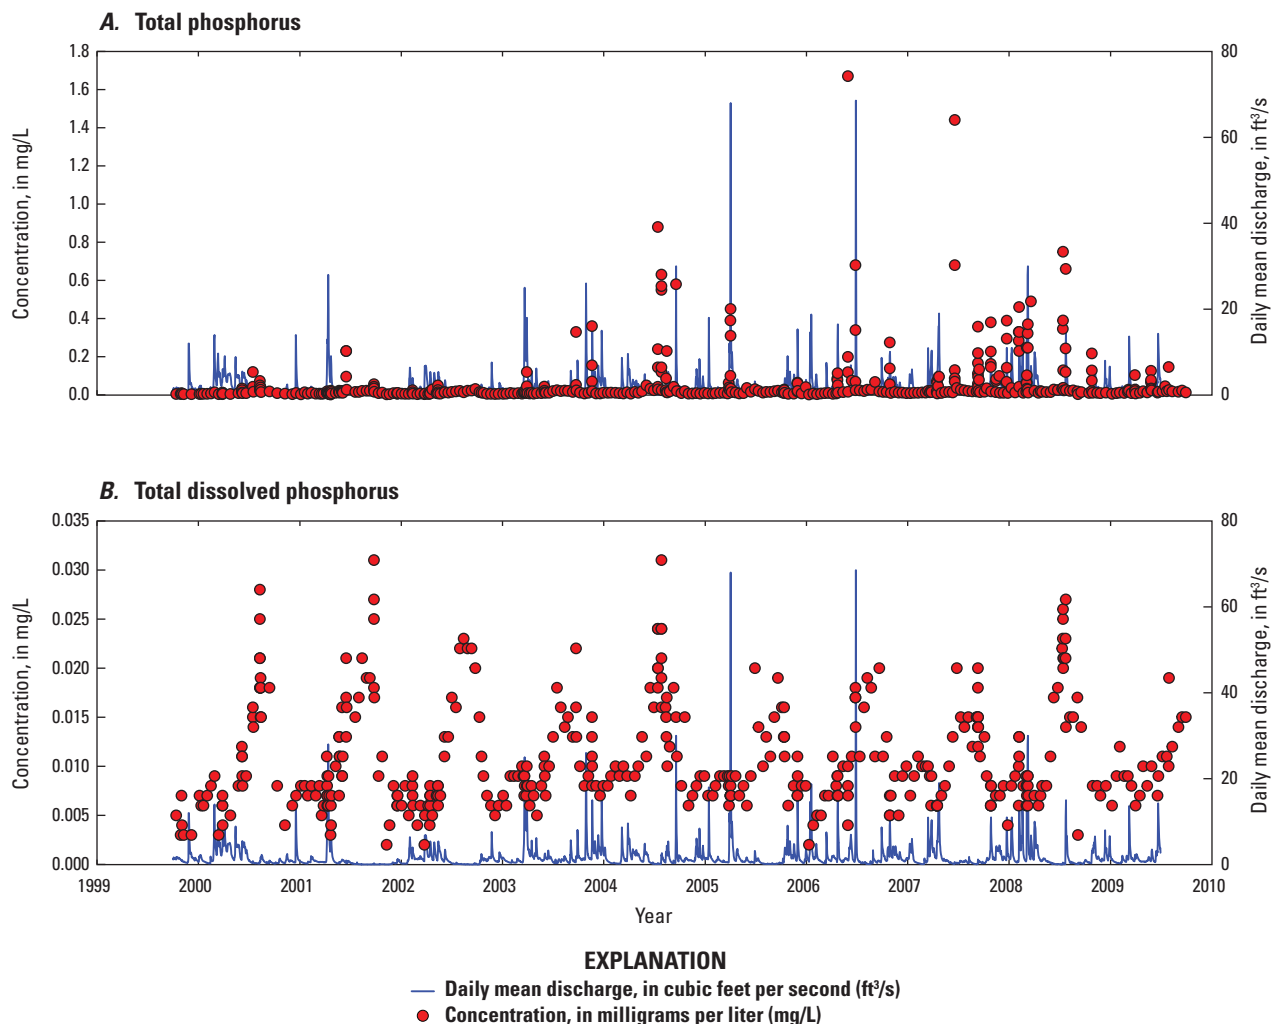 A. Total phosphorus
1.8
1.6
1.4
1.2
1.0
0.8
0.6
0.4
0.2
0.0
Concentration, in mg/L
80
60
40
20
0
Daily mean discharge, in ft³/s
B. Total dissolved phosphorus
0.035
0.030
0.025
0.020
0.015
0.010
0.005
0.000
Concentration, in mg/L
80
60
40
20
0
Daily mean discharge, in ft³/s
1999 2000 2001 2002 2003 2004 2005 2006 2007 2008 2009 2010
Year
EXPLANATION
Daily mean discharge, in cubic feet per second (ft³/s)
Concentration, in milligrams per liter (mg/L)